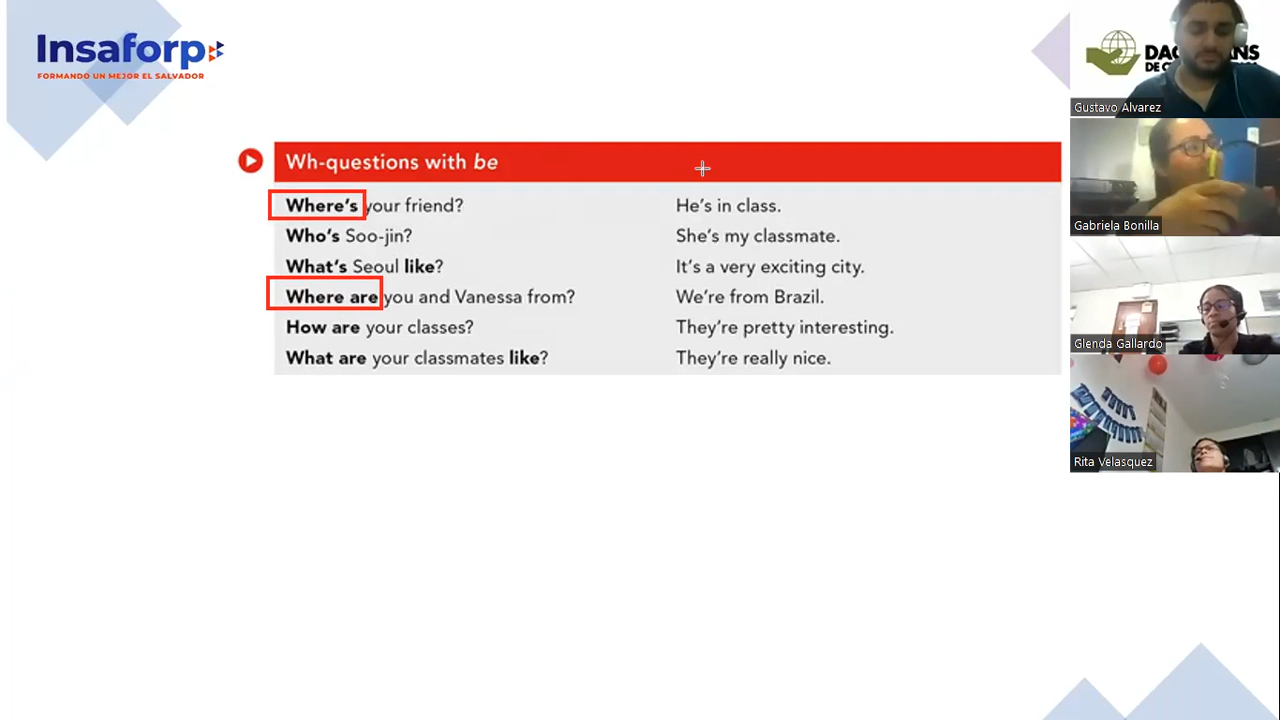 Insaforp
FORMANDO UN MEJOR EL SALVADOR
Wh-questions with be
Where's your friend? He's in class.
Who's Soo-jin? She's my classmate.
What's Seoul like? It's a very exciting city.
Where are you and Vanessa from? We're from Brazil.
How are your classes? They're pretty interesting.
What are your classmates like? They're really nice.
Gustavo Alvarez
Gabriela Bonilla
Glenda Gallardo
Rita Velasquez